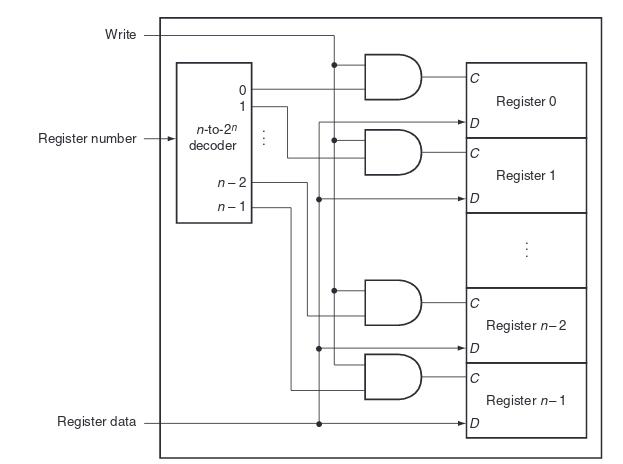 Write
C
0
Register 0
1
n-to-2ⁿ
D
Register number
decoder
⋮
C
Register 1
n – 2
n – 1
D
⋮
C
Register n– 2
D
C
Register n– 1
Register data
D